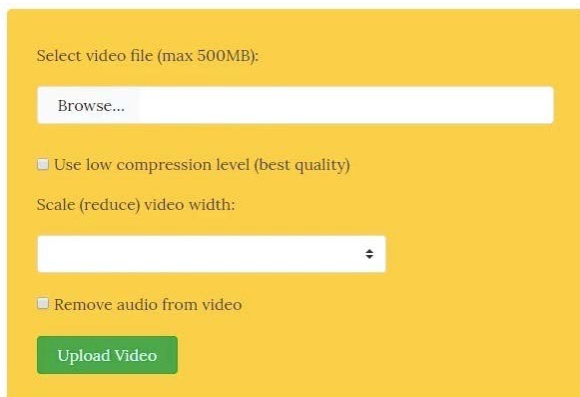 Select video file (max 500MB):
Browse...
Use low compression level (best quality)
Scale (reduce) video width:
Remove audio from video
Upload Video